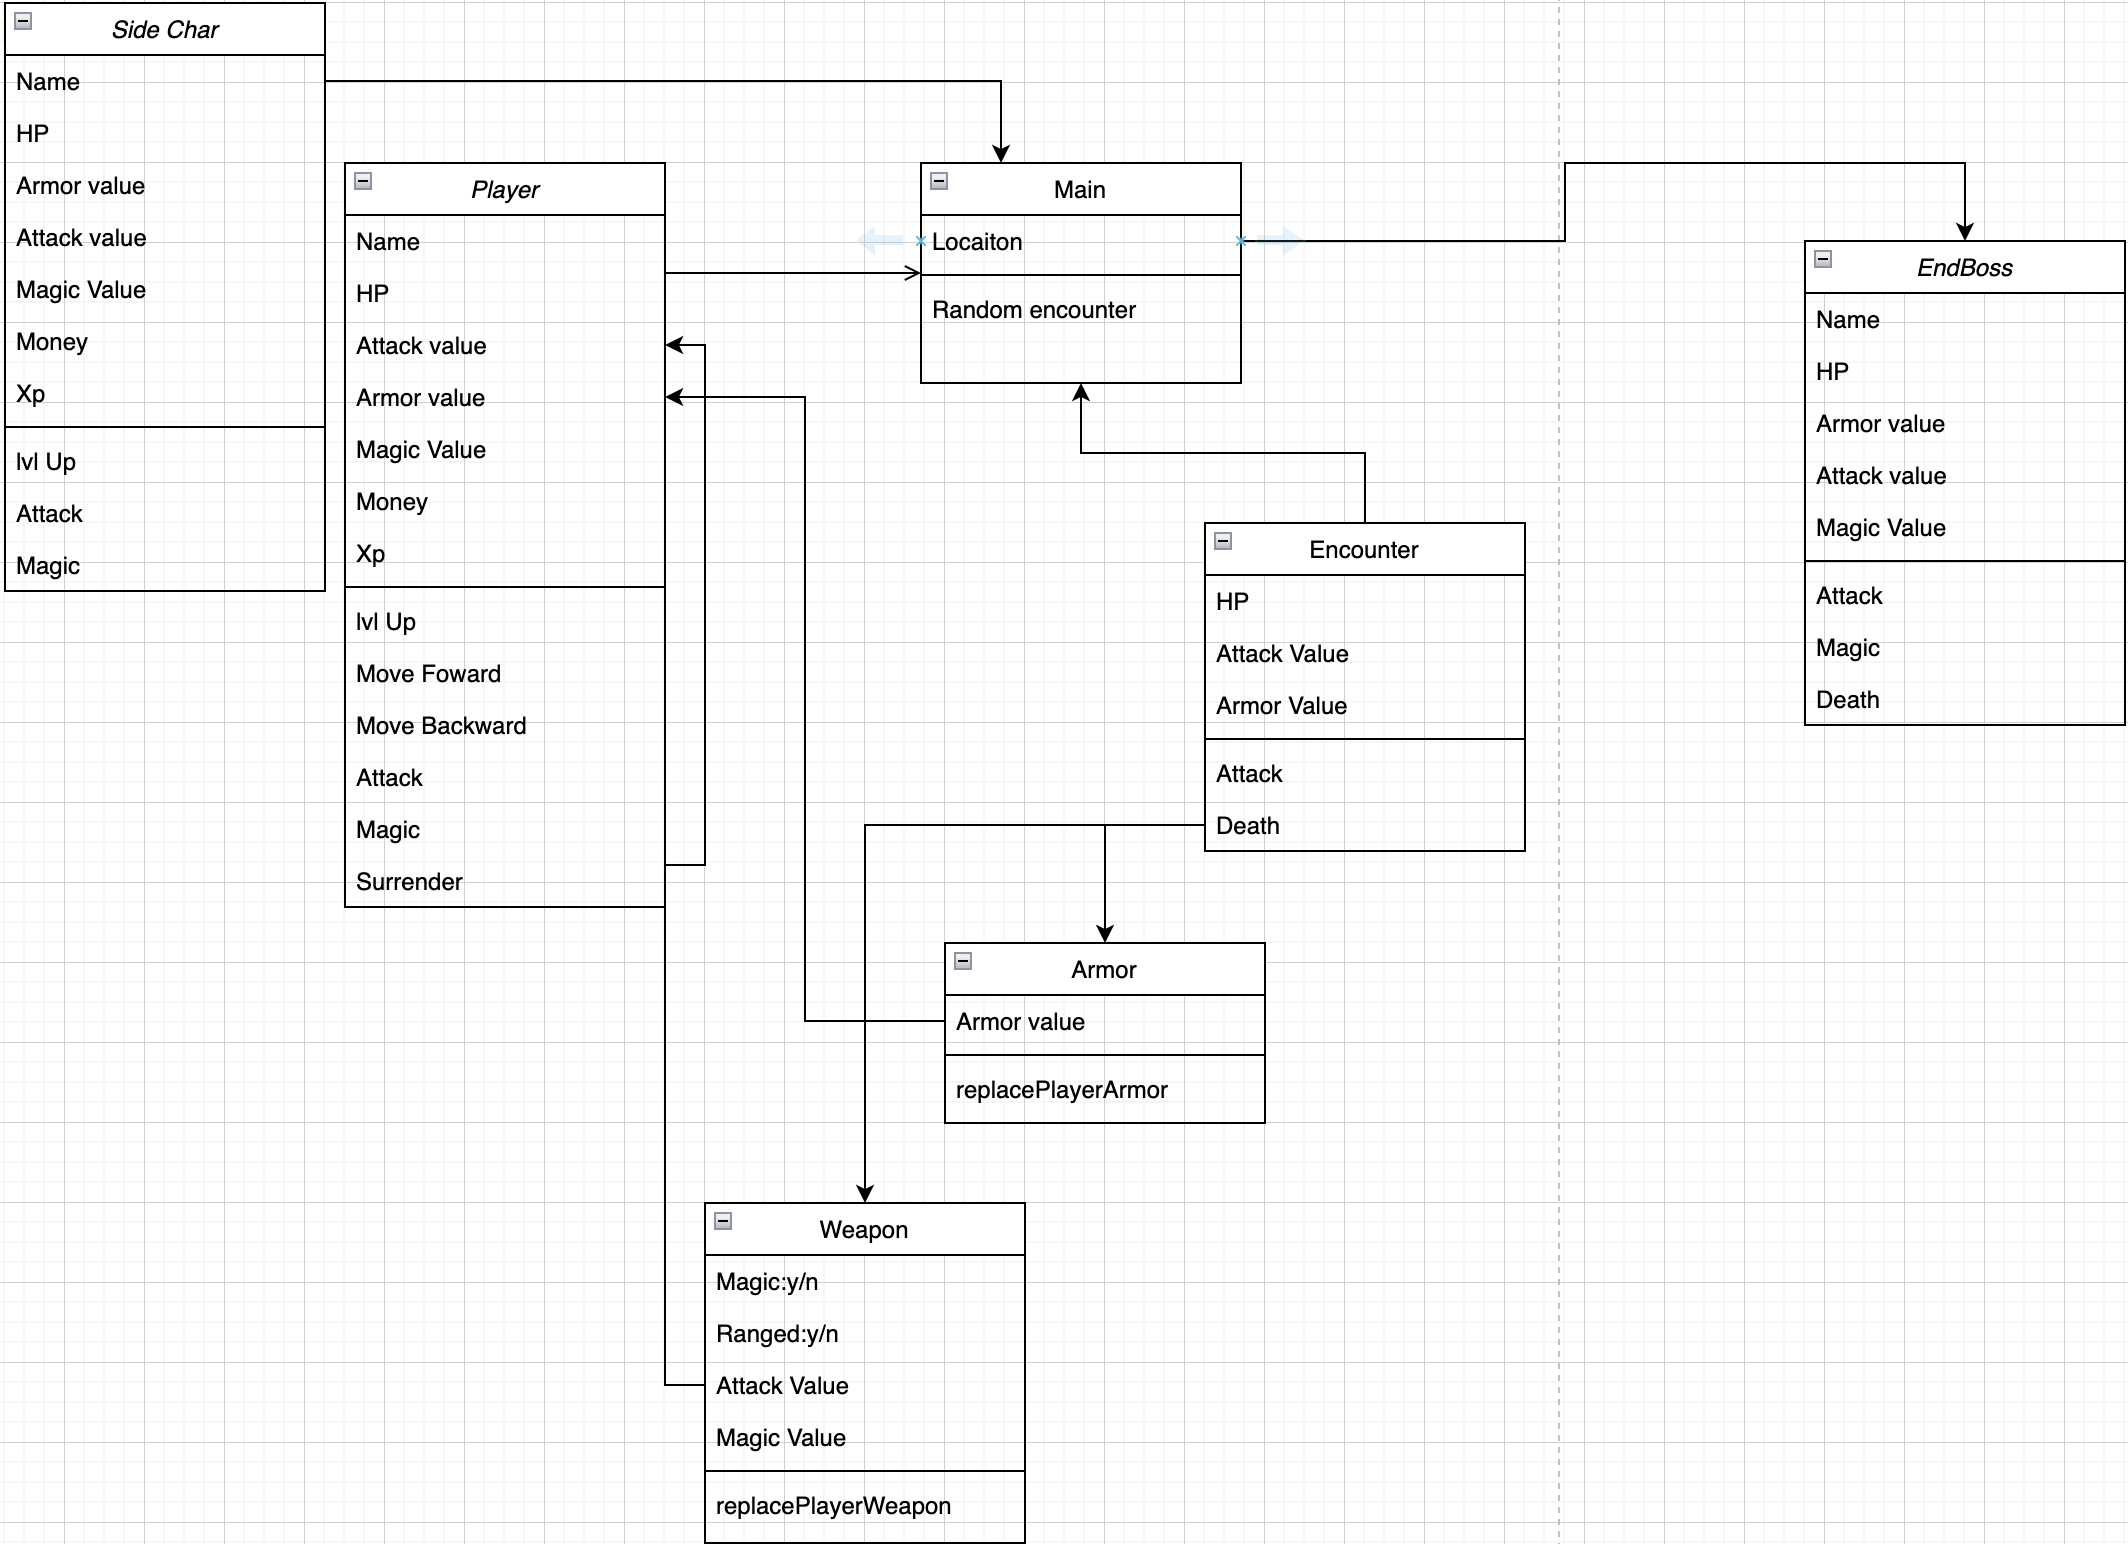 Side Char
Name
HP
Armor value
Attack value
Magic Value
Money
Xp
lvl Up
Attack
Magic
Player
Name
HP
Attack value
Armor value
Magic Value
Money
Xp
lvl Up
Move Foward
Move Backward
Attack
Magic
Surrender
Main
Locaiton
Random encounter
EndBoss
Name
HP
Armor value
Attack value
Magic Value
Attack
Magic
Death
Encounter
HP
Attack Value
Armor Value
Attack
Death
Armor
Armor value
replacePlayerArmor
Weapon
Magic:y/n
Ranged:y/n
Attack Value
Magic Value
replacePlayerWeapon